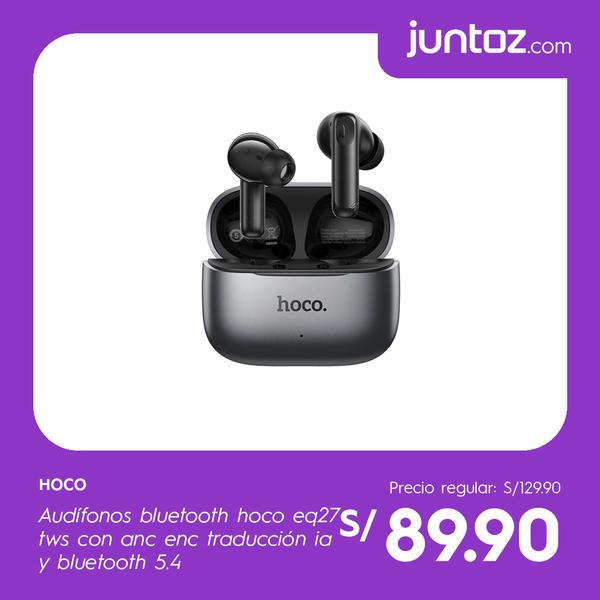 juntoz.com
hoco.
HOCO
Audífonos bluetooth hoco eq27
tws con anc enc traducción ia
y bluetooth 5.4
Precio regular: S/129.90
S/ 89.90